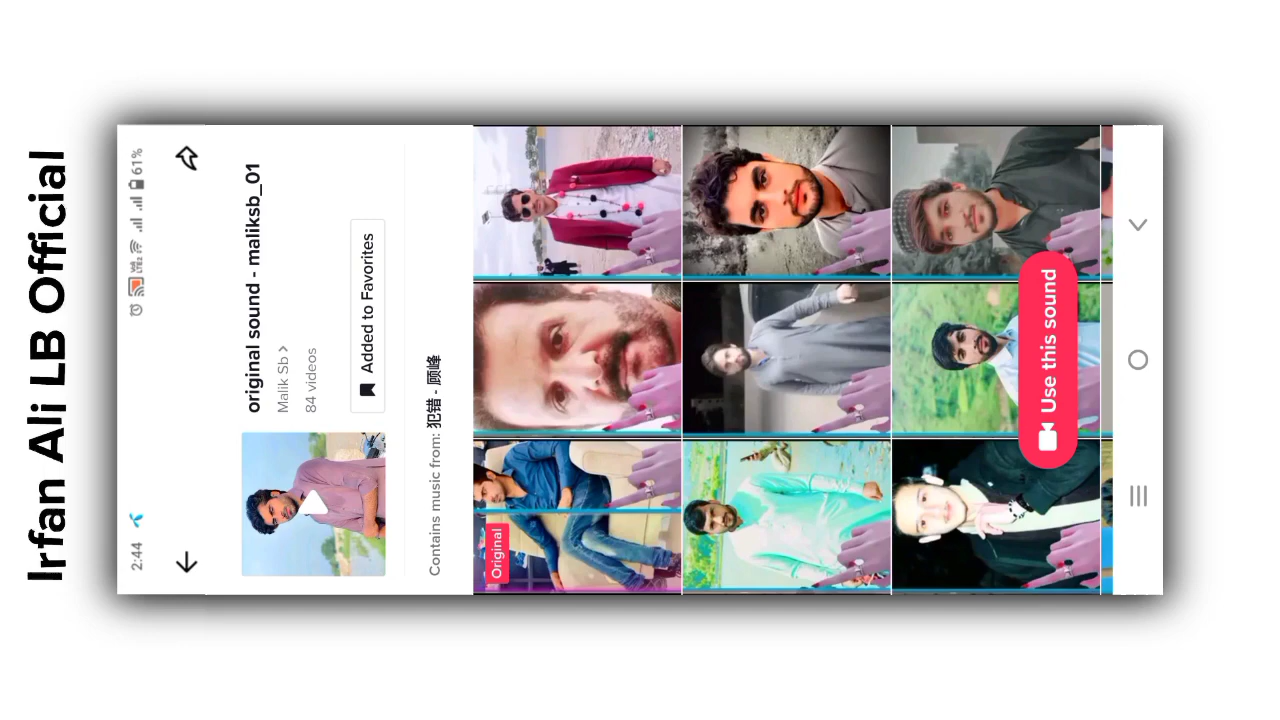 Irfan Ali LB Official
2:44
61%
original sound - maliksb_01
Malik Sb >
84 videos
Added to Favorites
Contains music from: 犯错 - 顾峰
Original
Use this sound